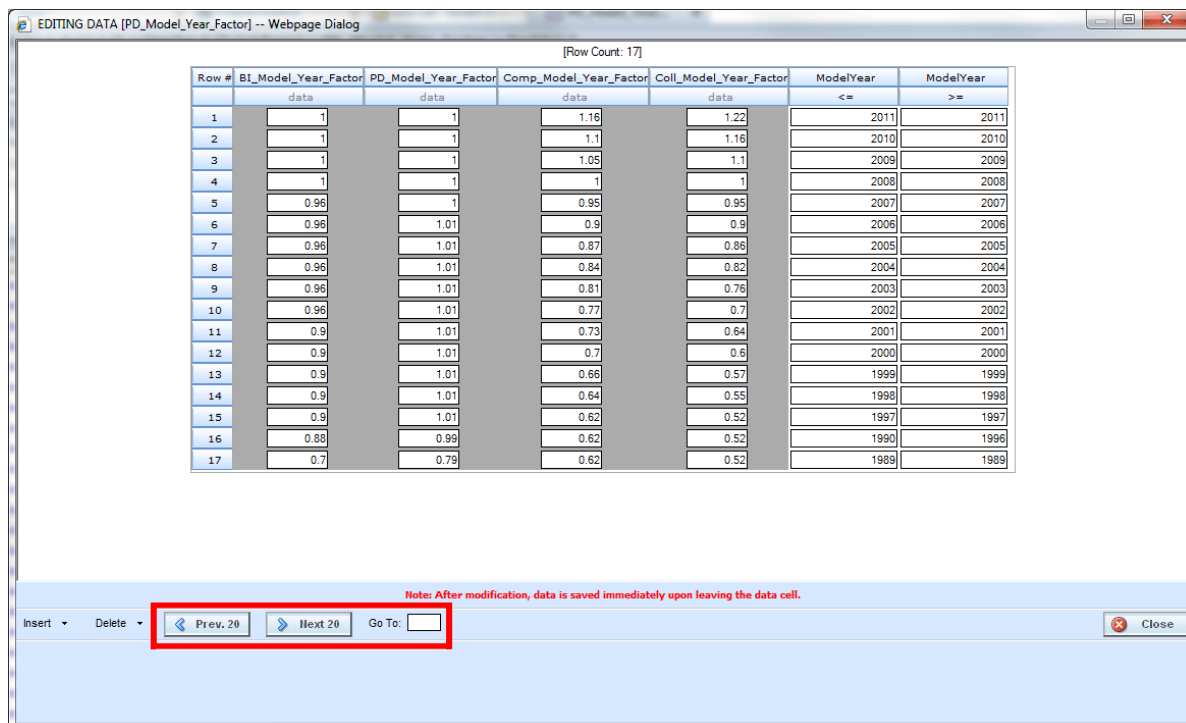 EDITING DATA [PD_Model_Year_Factor] -- Webpage Dialog
[Row Count: 17]
Row # BI_Model_Year_Factor PD_Model_Year_Factor Comp_Model_Year_Factor Coll_Model_Year_Factor ModelYear ModelYear
data data data data <= >=
1 1 1 1.16 1.22 2011 2011
2 1 1 1.1 1.16 2010 2010
3 1 1 1.05 1.1 2009 2009
4 1 1 1 1 2008 2008
5 0.96 1 0.95 0.95 2007 2007
6 0.96 1.01 0.9 0.9 2006 2006
7 0.96 1.01 0.87 0.86 2005 2005
8 0.96 1.01 0.84 0.82 2004 2004
9 0.96 1.01 0.81 0.76 2003 2003
10 0.96 1.01 0.77 0.7 2002 2002
11 0.9 1.01 0.73 0.64 2001 2001
12 0.9 1.01 0.7 0.6 2000 2000
13 0.9 1.01 0.66 0.57 1999 1999
14 0.9 1.01 0.64 0.55 1998 1998
15 0.9 1.01 0.62 0.52 1997 1997
16 0.88 0.99 0.62 0.52 1990 1996
17 0.7 0.79 0.62 0.52 1989 1989
Note: After modification, data is saved immediately upon leaving the data cell.
Insert Delete Prev. 20 Next 20 Go To: Close